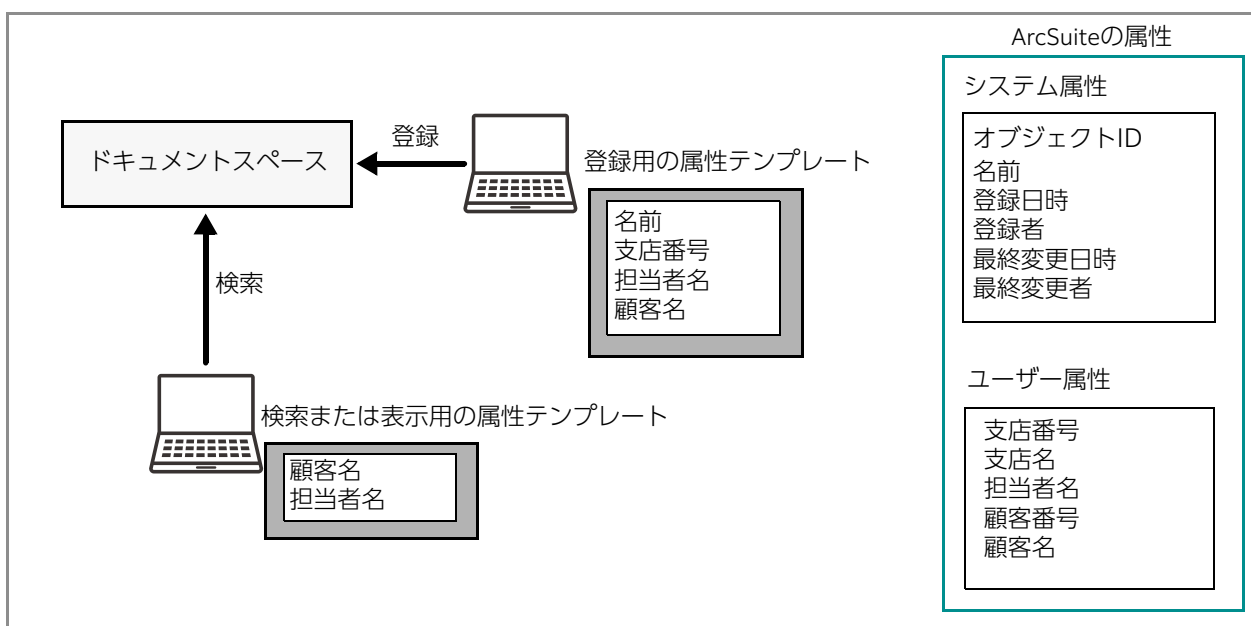 ArcSuiteの属性
システム属性
オブジェクトID
名前
登録日時
登録者
最終変更日時
最終変更者
ユーザー属性
支店番号
支店名
担当者名
顧客番号
顧客名
ドキュメントスペース
登録
登録用の属性テンプレート
名前
支店番号
担当者名
顧客名
検索
検索または表示用の属性テンプレート
顧客名
担当者名